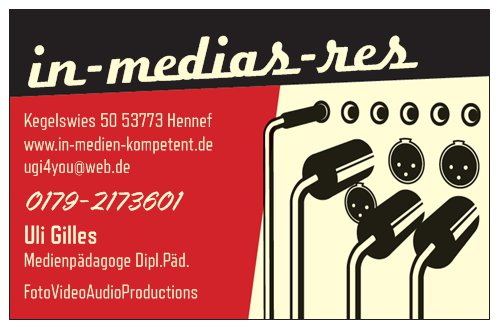 in-medias-res
Kegelswies 50 53773 Hennef
www.in-medien-kompetent.de
ugi4you@web.de
0179-2173601
Uli Gilles
Medienpädagoge Dipl.Päd.
FotoVideoAudioProductions